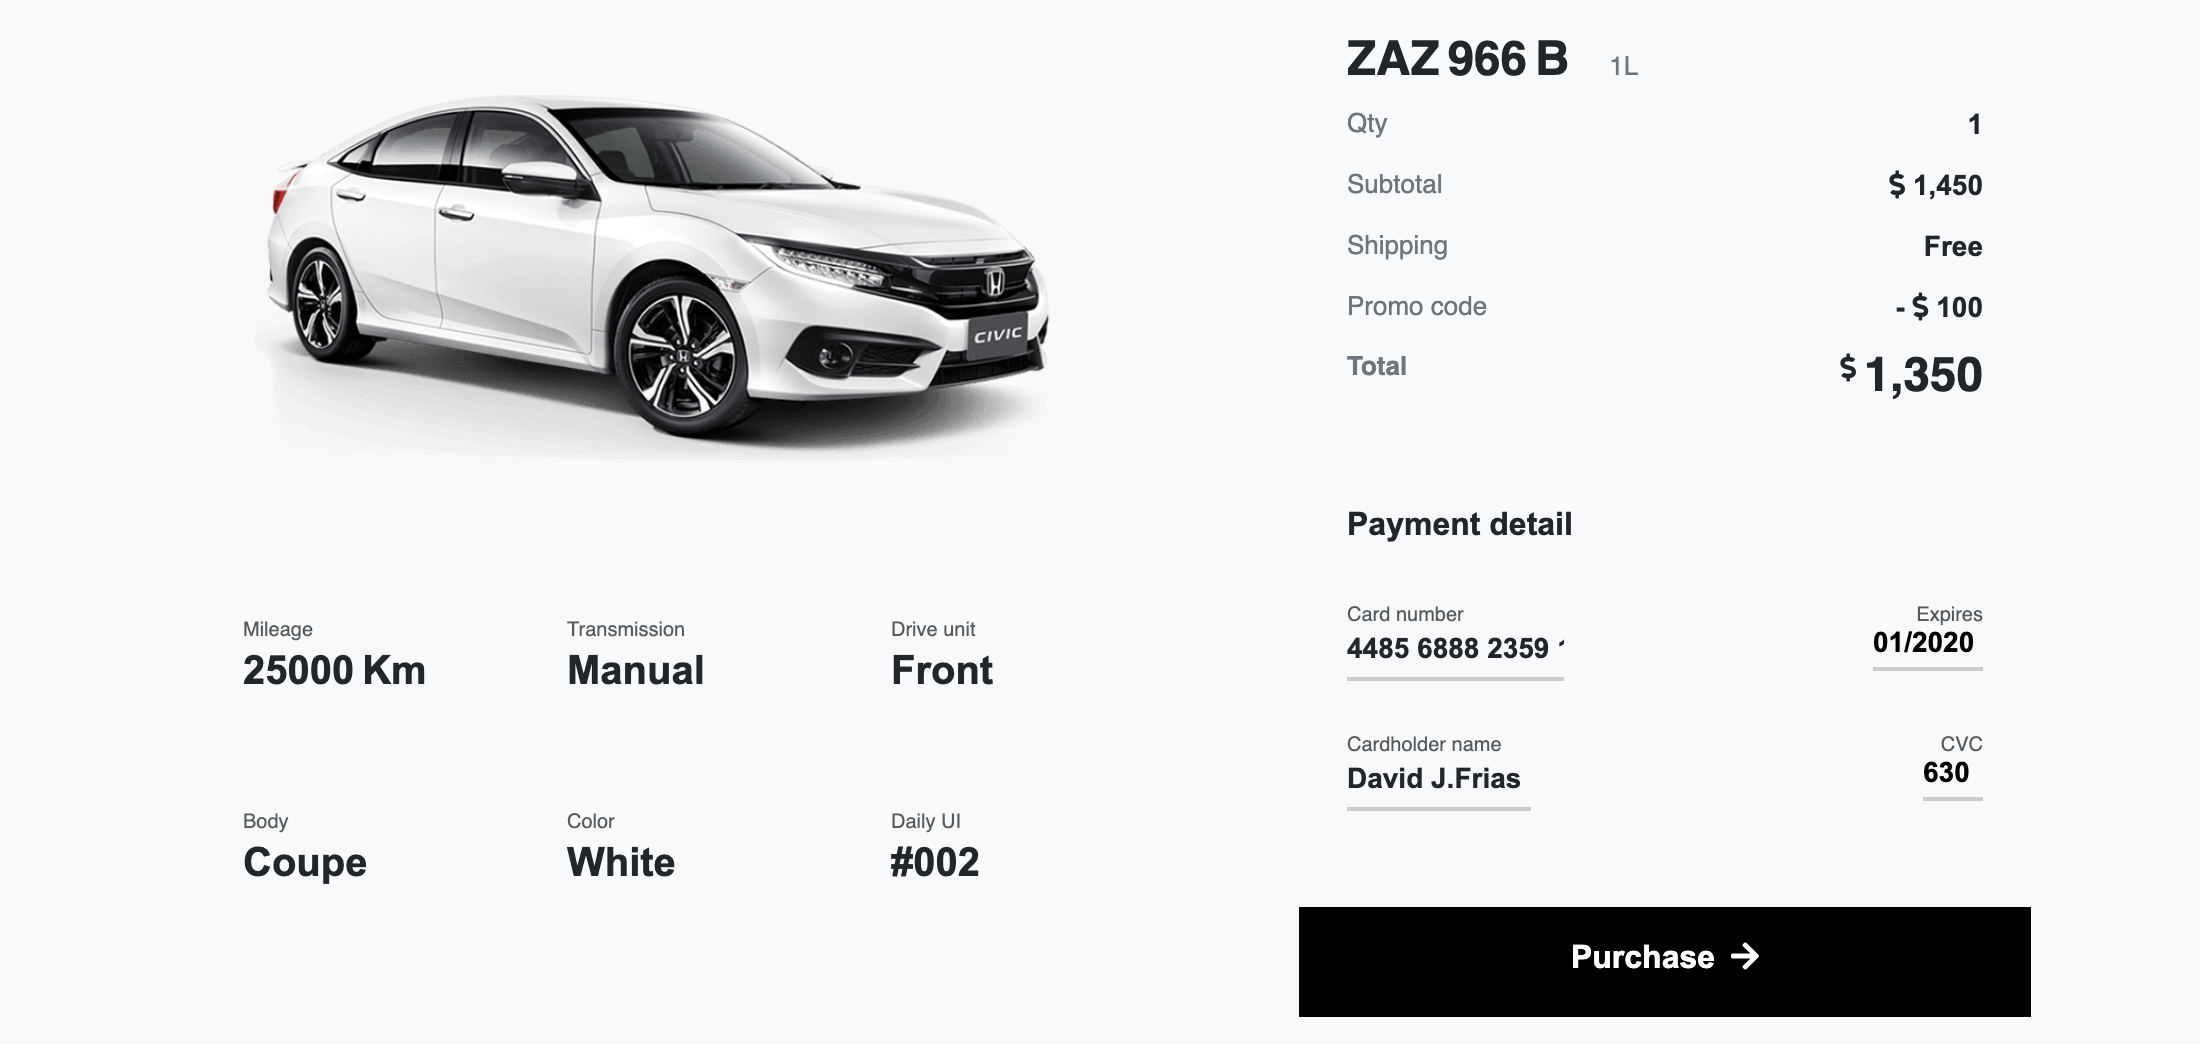 CIVIC
Mileage
25000 Km
Transmission
Manual
Drive unit
Front
Body
Coupe
Color
White
Daily UI
#002
ZAZ 966 B 1L
Qty 1
Subtotal $ 1,450
Shipping Free
Promo code - $ 100
Total $ 1,350
Payment detail
Card number
4485 6888 2359
Expires
01/2020
Cardholder name
David J.Frias
CVC
630
Purchase →